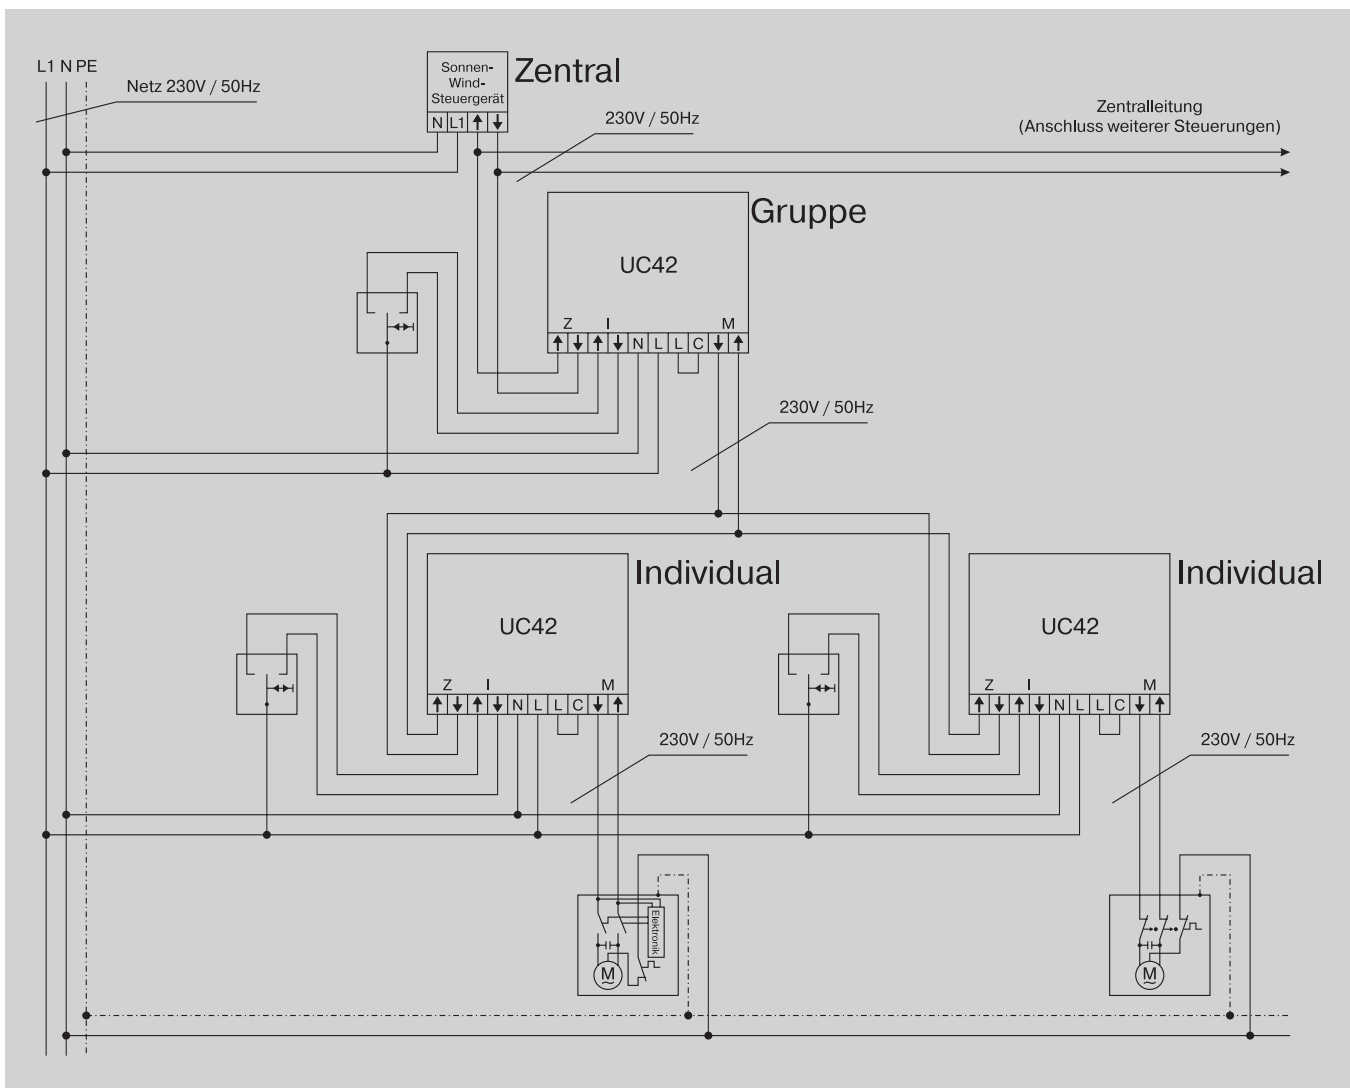 L1 N PE
Netz 230V / 50Hz
Sonnen-
Wind-
Steuergerät
N L1
Zentral
230V / 50Hz
Zentralleitung
(Anschluss weiterer Steuerungen)
Gruppe
UC42
Z I M
N L L C
230V / 50Hz
Individual
UC42
Z I M
N L L C
230V / 50Hz
Individual
UC42
Z I M
N L L C
230V / 50Hz
Elektronik
M
M